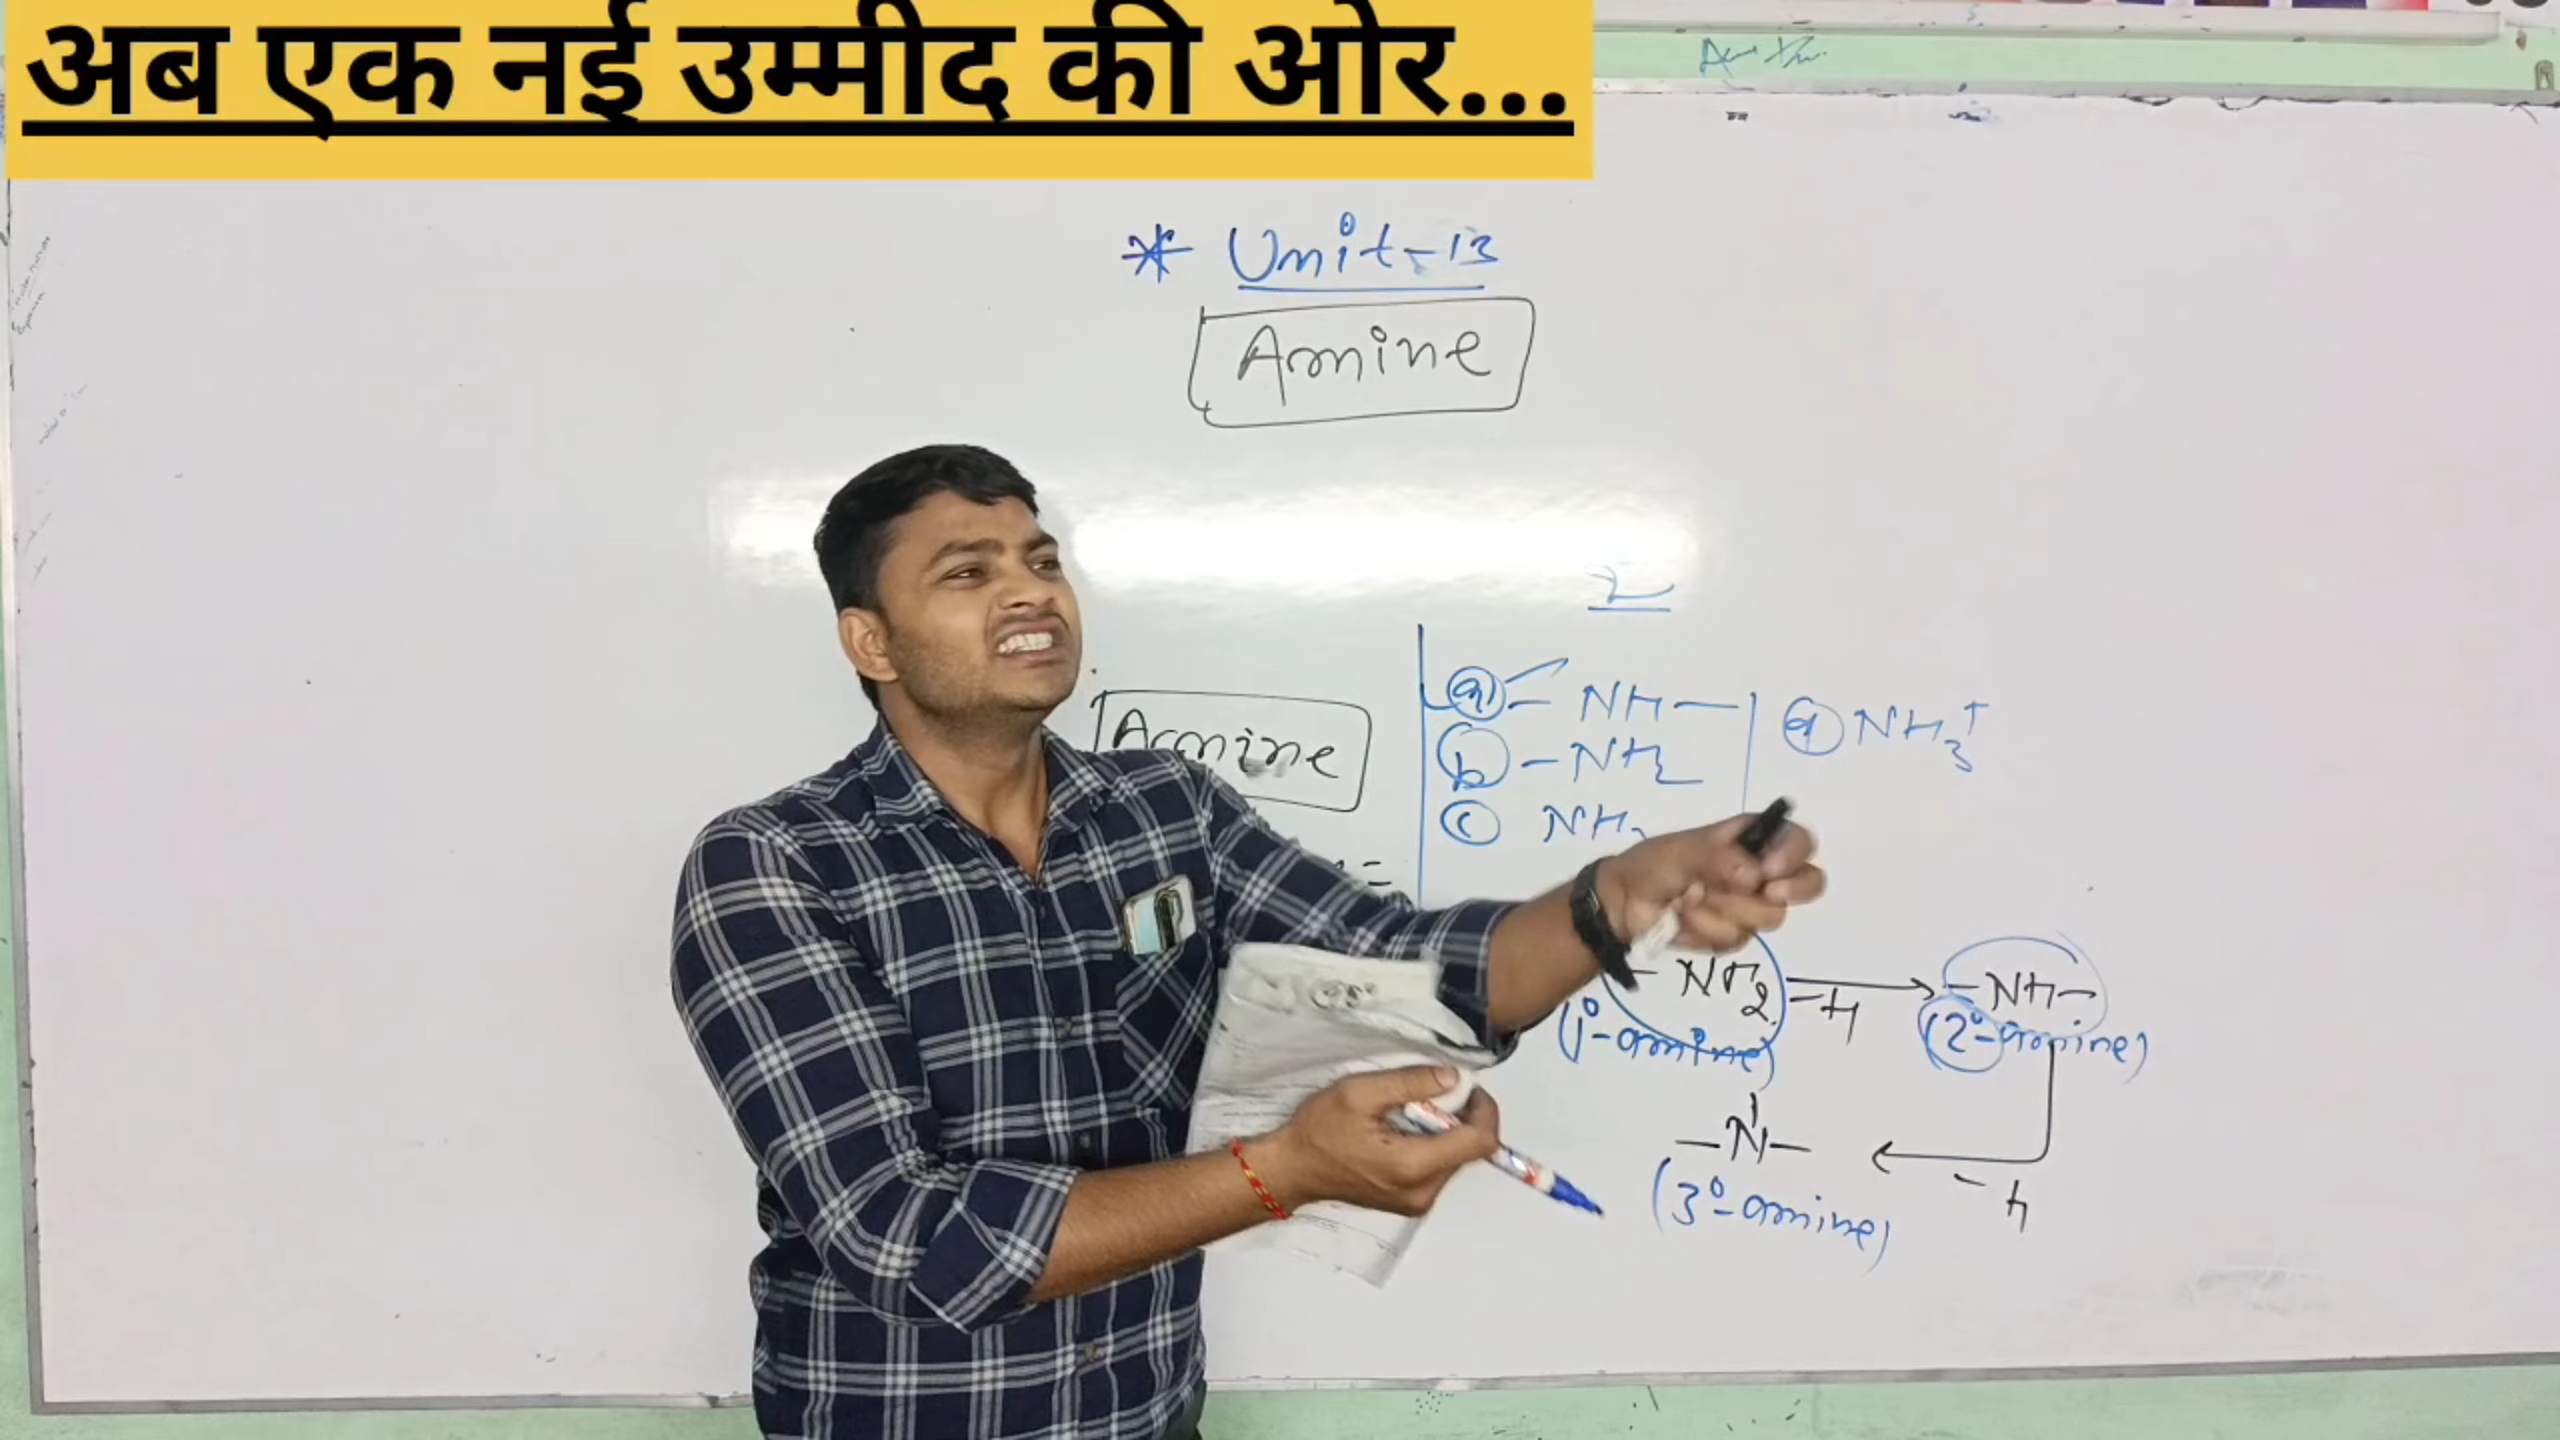 अब एक नई उम्मीद की ओर...
* Unit-13
Amine
Amine
(a) = NH —
(b) - NH2
(c) NH
(a) NH3+
- NH2
-H
- NH -
(1°-amine)
(2°-amine)
- N -
-H
(3°-amine)